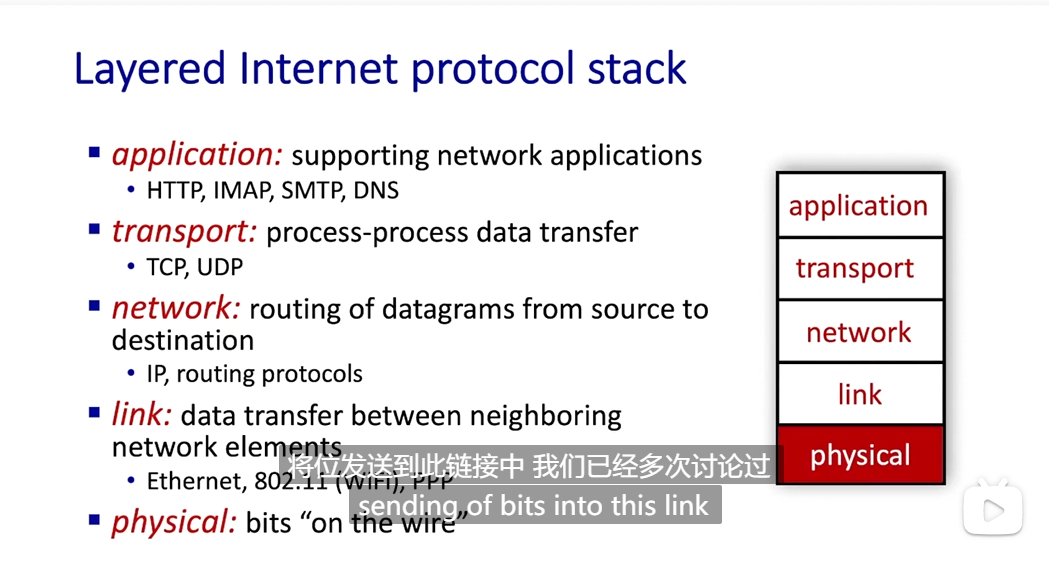 Layered Internet protocol stack
application: supporting network applications
• HTTP, IMAP, SMTP, DNS
transport: process-process data transfer
• TCP, UDP
network: routing of datagrams from source to
destination
• IP, routing protocols
link: data transfer between neighboring
network elements
• Ethernet, 802.11 (WiFi), PPP
physical: bits “on the wire”
application
transport
network
link
physical
将位发送到此链接中 我们已经多次讨论过
sending of bits into this link